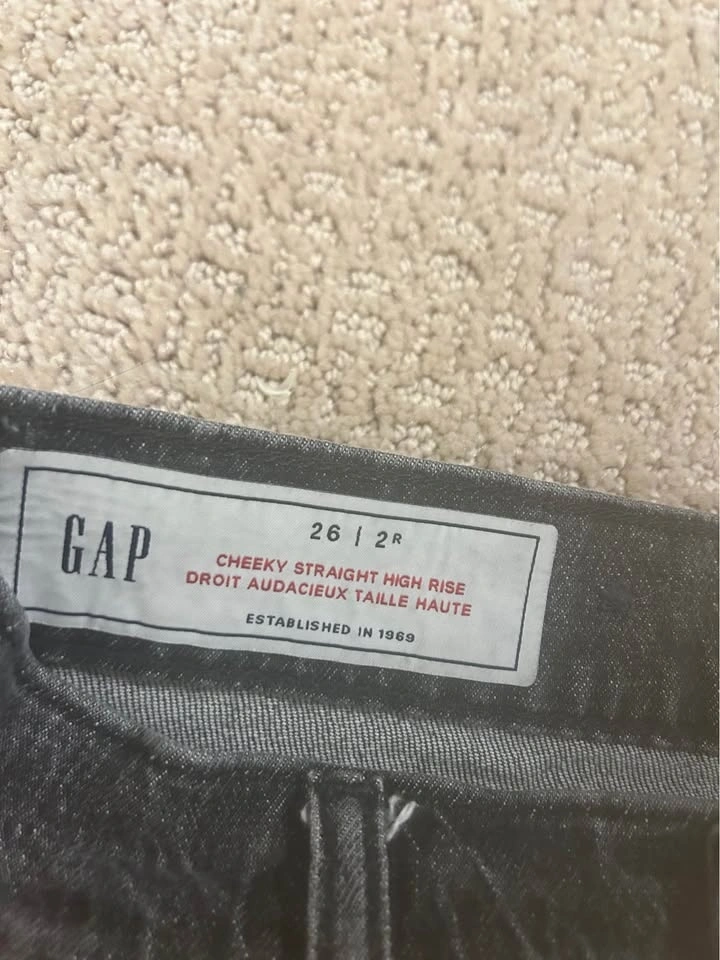 GAP
26 | 2R
CHEEKY STRAIGHT HIGH RISE
DROIT AUDACIEUX TAILLE HAUTE
ESTABLISHED IN 1969